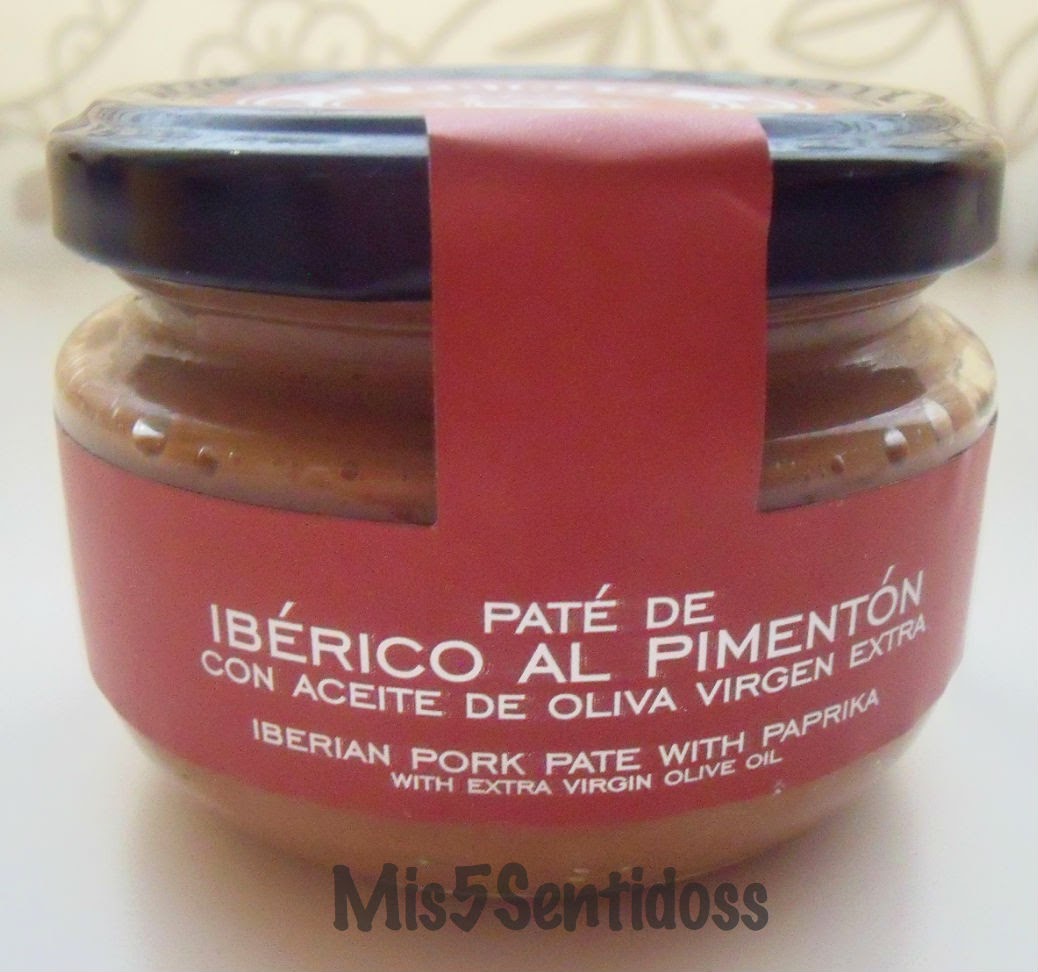 PATÉ DE
IBÉRICO AL PIMENTÓN
CON ACEITE DE OLIVA VIRGEN EXTRA
IBERIAN PORK PATE WITH PAPRIKA
WITH EXTRA VIRGIN OLIVE OIL
Mis5Sentidoss